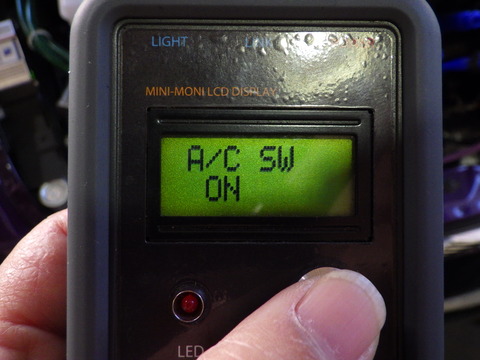 LIGHT
MINI-MONI LCD DISPLAY
A/C SW
ON
LED